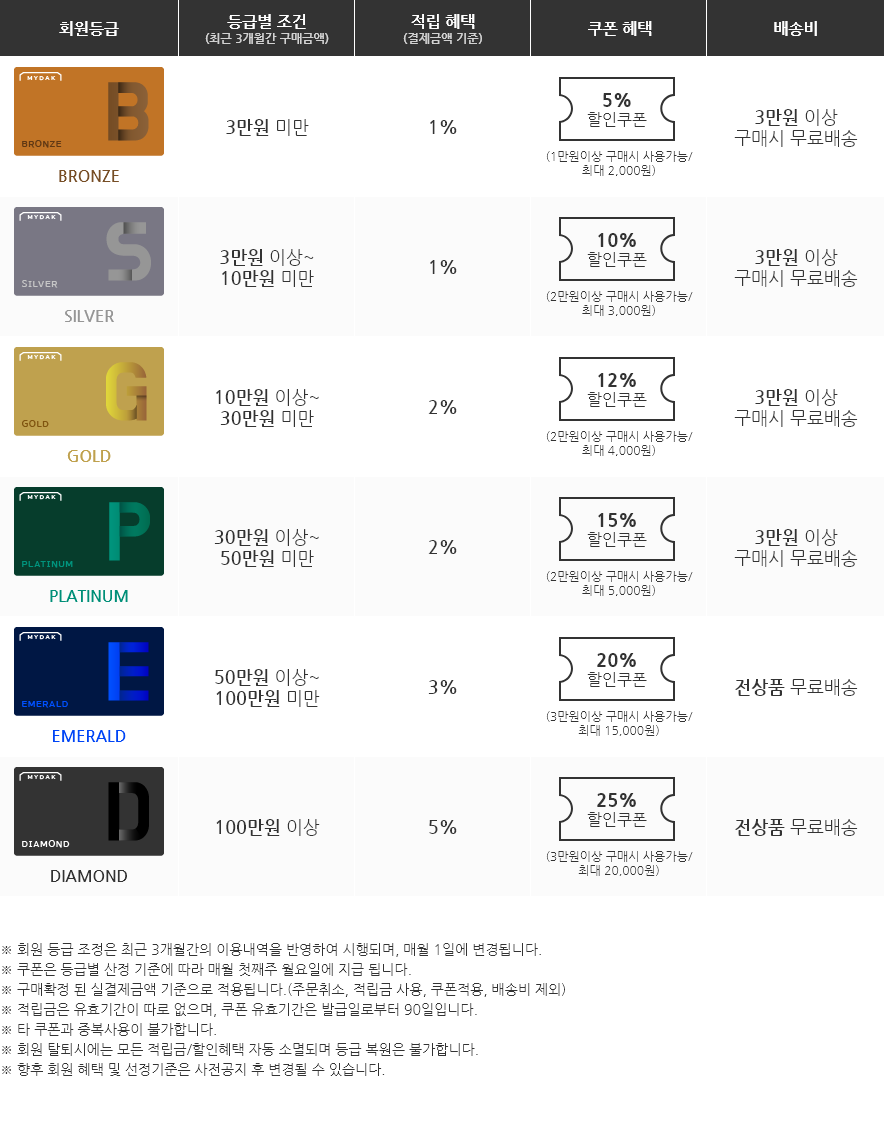 회원등급
등급별 조건
(최근 3개월간 구매금액)
적립 혜택
(결제금액 기준)
쿠폰 혜택
배송비
MYDAK
B
BRONZE
BRONZE
3만원 미만
1%
5%
할인쿠폰
(1만원이상 구매시 사용가능/
최대 2,000원)
3만원 이상
구매시 무료배송
MYDAK
S
SILVER
SILVER
3만원 이상~
10만원 미만
1%
10%
할인쿠폰
(2만원이상 구매시 사용가능/
최대 3,000원)
3만원 이상
구매시 무료배송
MYDAK
G
GOLD
GOLD
10만원 이상~
30만원 미만
2%
12%
할인쿠폰
(2만원이상 구매시 사용가능/
최대 4,000원)
3만원 이상
구매시 무료배송
MYDAK
P
PLATINUM
PLATINUM
30만원 이상~
50만원 미만
2%
15%
할인쿠폰
(2만원이상 구매시 사용가능/
최대 5,000원)
3만원 이상
구매시 무료배송
MYDAK
E
EMERALD
EMERALD
50만원 이상~
100만원 미만
3%
20%
할인쿠폰
(3만원이상 구매시 사용가능/
최대 15,000원)
전상품 무료배송
MYDAK
D
DIAMOND
DIAMOND
100만원 이상
5%
25%
할인쿠폰
(3만원이상 구매시 사용가능/
최대 20,000원)
전상품 무료배송
※ 회원 등급 조정은 최근 3개월간의 이용내역을 반영하여 시행되며, 매월 1일에 변경됩니다.
※ 쿠폰은 등급별 산정 기준에 따라 매월 첫째주 월요일에 지급 됩니다.
※ 구매확정 된 실결제금액 기준으로 적용됩니다.(주문취소, 적립금 사용, 쿠폰적용, 배송비 제외)
※ 적립금은 유효기간이 따로 없으며, 쿠폰 유효기간은 발급일로부터 90일입니다.
※ 타 쿠폰과 중복사용이 불가합니다.
※ 회원 탈퇴시에는 모든 적립금/할인혜택 자동 소멸되며 등급 복원은 불가합니다.
※ 향후 회원 혜택 및 선정기준은 사전공지 후 변경될 수 있습니다.